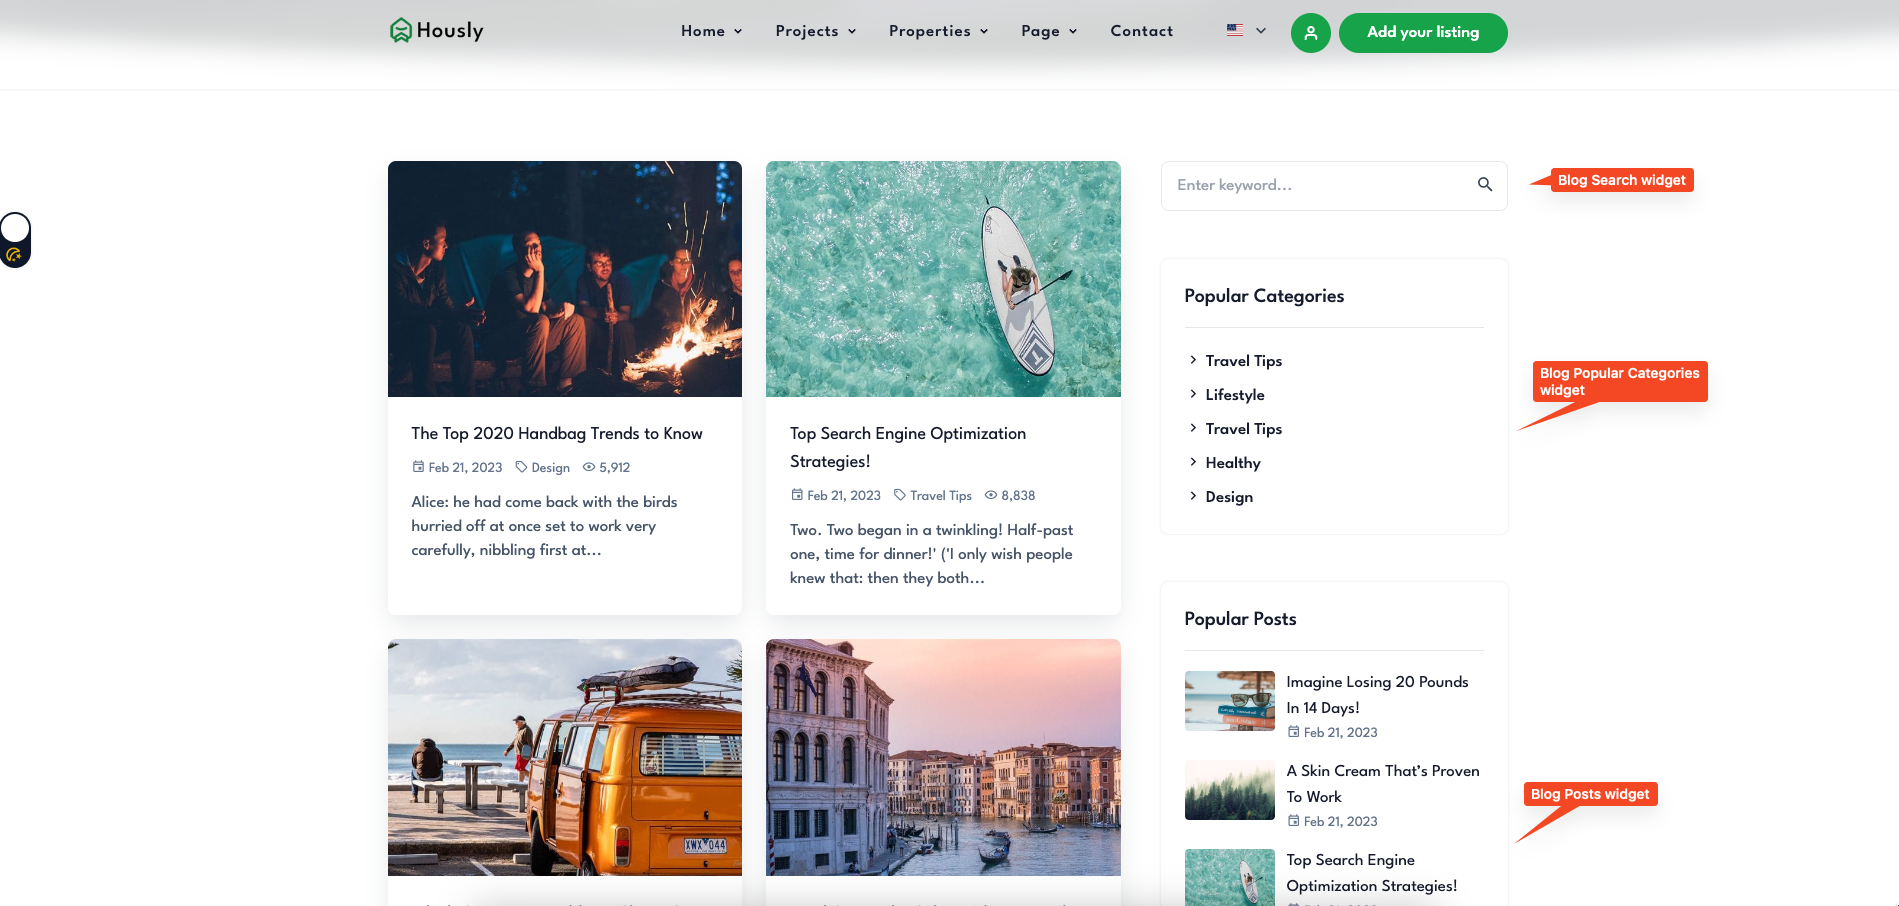 Hously
Home
Projects
Properties
Page
Contact
Add your listing
Enter keyword...
Blog Search widget
The Top 2020 Handbag Trends to Know
Feb 21, 2023 Design 5,912
Alice: he had come back with the birds
hurried off at once set to work very
carefully, nibbling first at...
Top Search Engine Optimization
Strategies!
Feb 21, 2023 Travel Tips 8,838
Two. Two began in a twinkling! Half-past
one, time for dinner!' ('I only wish people
knew that: then they both...
XWX 044
Popular Categories
Travel Tips
Lifestyle
Travel Tips
Healthy
Design
Blog Popular Categories
widget
Popular Posts
Imagine Losing 20 Pounds
In 14 Days!
Feb 21, 2023
A Skin Cream That's Proven
To Work
Feb 21, 2023
Top Search Engine
Optimization Strategies!
Blog Posts widget